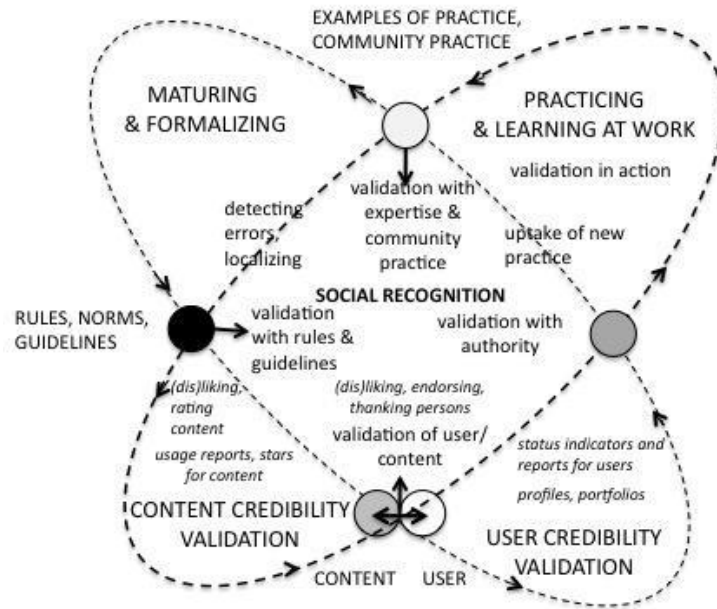 EXAMPLES OF PRACTICE,
COMMUNITY PRACTICE
MATURING
& FORMALIZING
PRACTICING
& LEARNING AT WORK
validation in action
detecting
errors,
localizing
validation with
expertise &
community
practice
uptake of new
practice
SOCIAL RECOGNITION
RULES, NORMS,
GUIDELINES
validation
with rules &
guidelines
validation with
authority
(dis)liking,
rating
content
usage reports, stars
for content
(dis)liking, endorsing,
thanking persons
validation of user/
content
status indicators and
reports for users
profiles, portfolios
CONTENT CREDIBILITY
VALIDATION
USER CREDIBILITY
VALIDATION
CONTENT USER